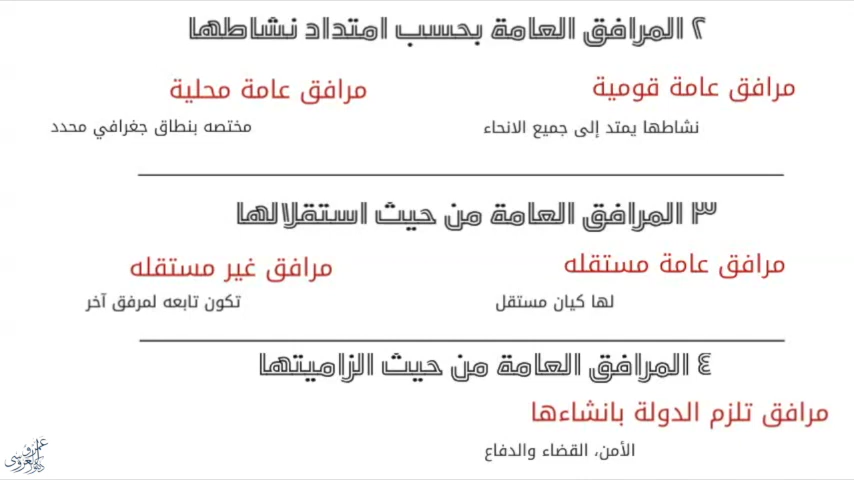 ٢ المرافق العامة بحسب امتداد نشاطها
مرافق عامة قومية
نشاطها يمتد إلى جميع الانحاء
مرافق عامة محلية
مختصه بنطاق جغرافي محدد
٣ المرافق العامة من حيث استقلالها
مرافق عامة مستقله
لها كيان مستقل
مرافق غير مستقله
تكون تابعه لمرفق آخر
٤ المرافق العامة من حيث الزاميتها
مرافق تلزم الدولة بانشاءها
الأمن، القضاء والدفاع